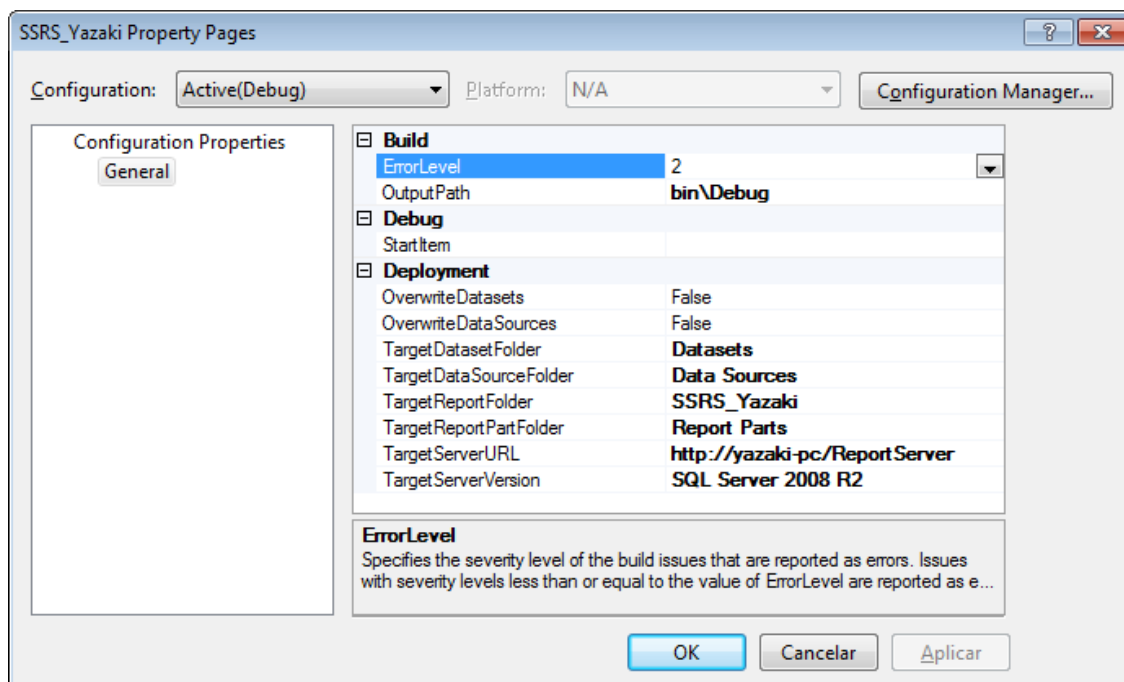 SSRS_Yazaki Property Pages
Configuration: Active(Debug) Platform: N/A Configuration Manager...
Configuration Properties
General
Build
ErrorLevel 2
OutputPath bin\Debug
Debug
StartItem
Deployment
OverwriteDatasets False
OverwriteDataSources False
TargetDatasetFolder Datasets
TargetDataSourceFolder Data Sources
TargetReportFolder SSRS_Yazaki
TargetReportPartFolder Report Parts
TargetServerURL http://yazaki-pc/ReportServer
TargetServerVersion SQL Server 2008 R2
ErrorLevel
Specifies the severity level of the build issues that are reported as errors. Issues
with severity levels less than or equal to the value of ErrorLevel are reported as e...
OK Cancelar Aplicar